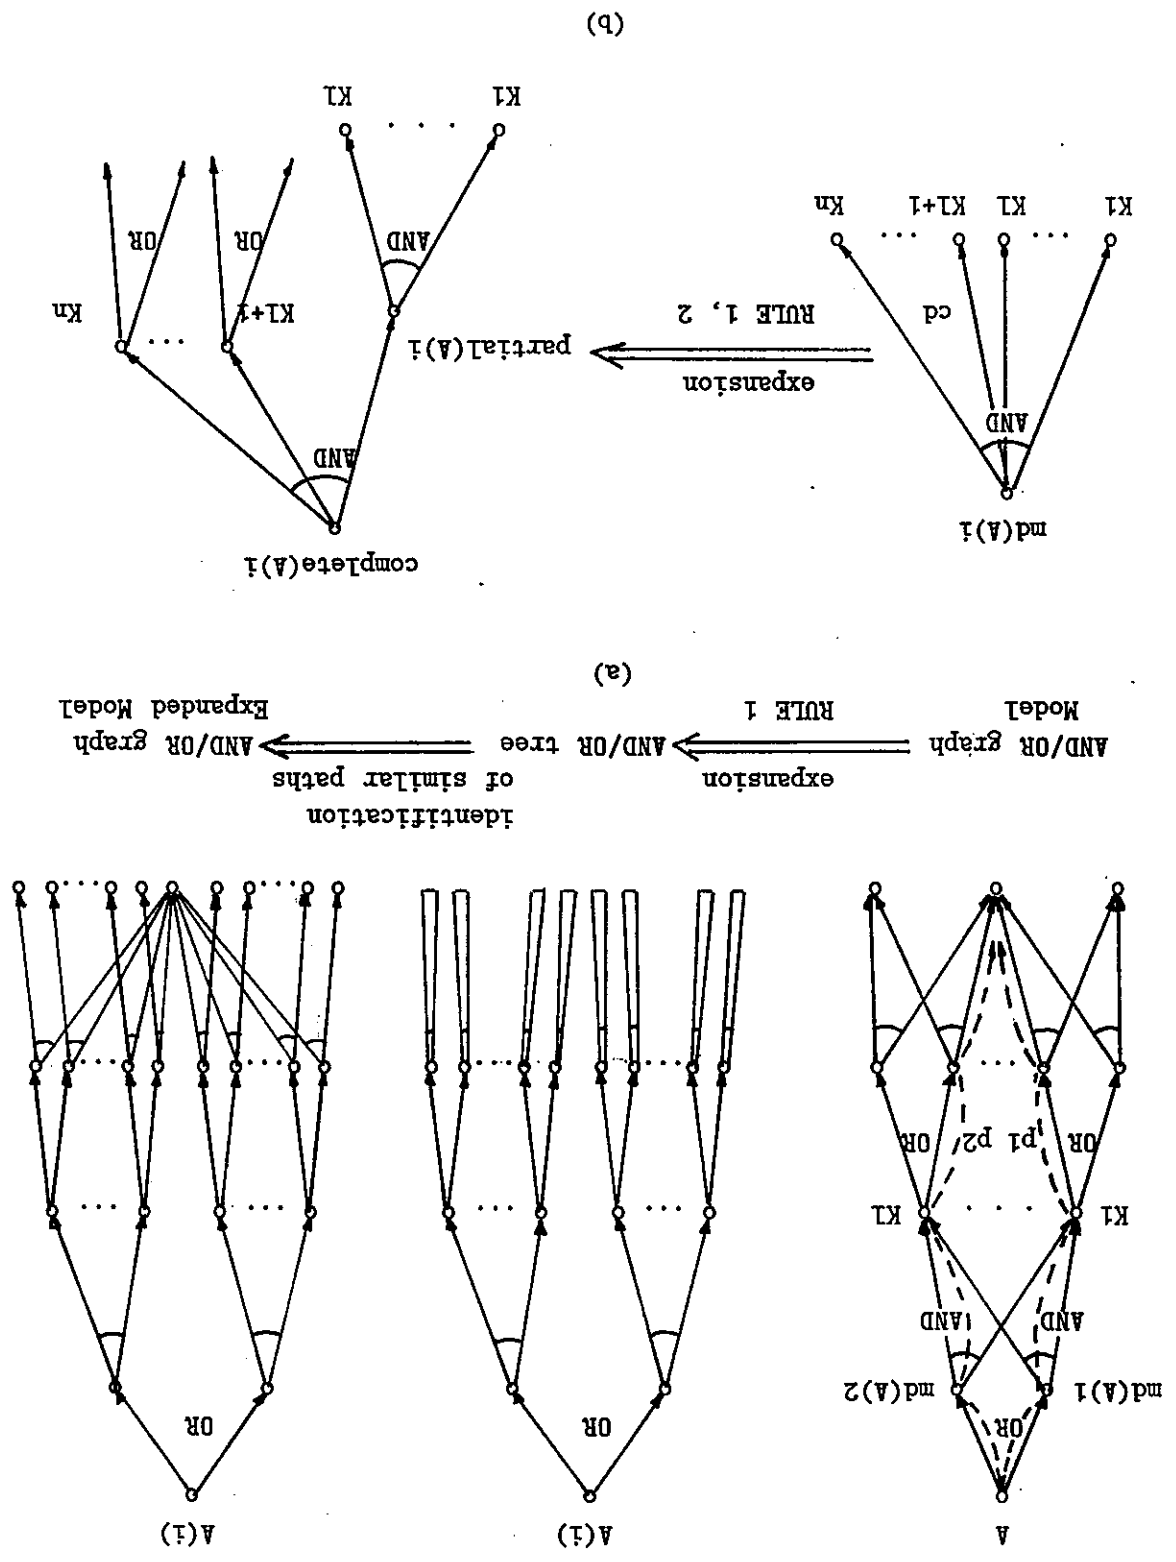 A
A(i)
A(i)
OR
OR
OR
md(A)1
md(A)2
AND
AND
K1
. . .
Kl
...
...
...
...
OR
p1
p2
OR
...
AND/OR graph
Model
expansion
RULE 1
AND/OR tree
identification
of similar paths
AND/OR graph
Expanded Model
(a)
md(A)i
complete(A)i
AND
AND
cd
K1
...
Kl
Kl+1
...
Kn
expansion
RULE 1, 2
partial(A)i
Kl+1
...
Kn
AND
OR
OR
K1
. . .
Kl
(b)